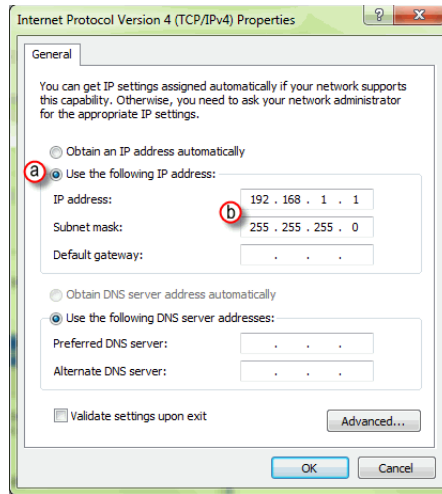 Internet Protocol Version 4 (TCP/IPv4) Properties
General
You can get IP settings assigned automatically if your network supports
this capability. Otherwise, you need to ask your network administrator
for the appropriate IP settings.
Obtain an IP address automatically
a Use the following IP address:
IP address: 192 . 168 . 1 . 1
b
Subnet mask: 255 . 255 . 255 . 0
Default gateway: . . .
Obtain DNS server address automatically
Use the following DNS server addresses:
Preferred DNS server: . . .
Alternate DNS server: . . .
Validate settings upon exit
Advanced...
OK Cancel